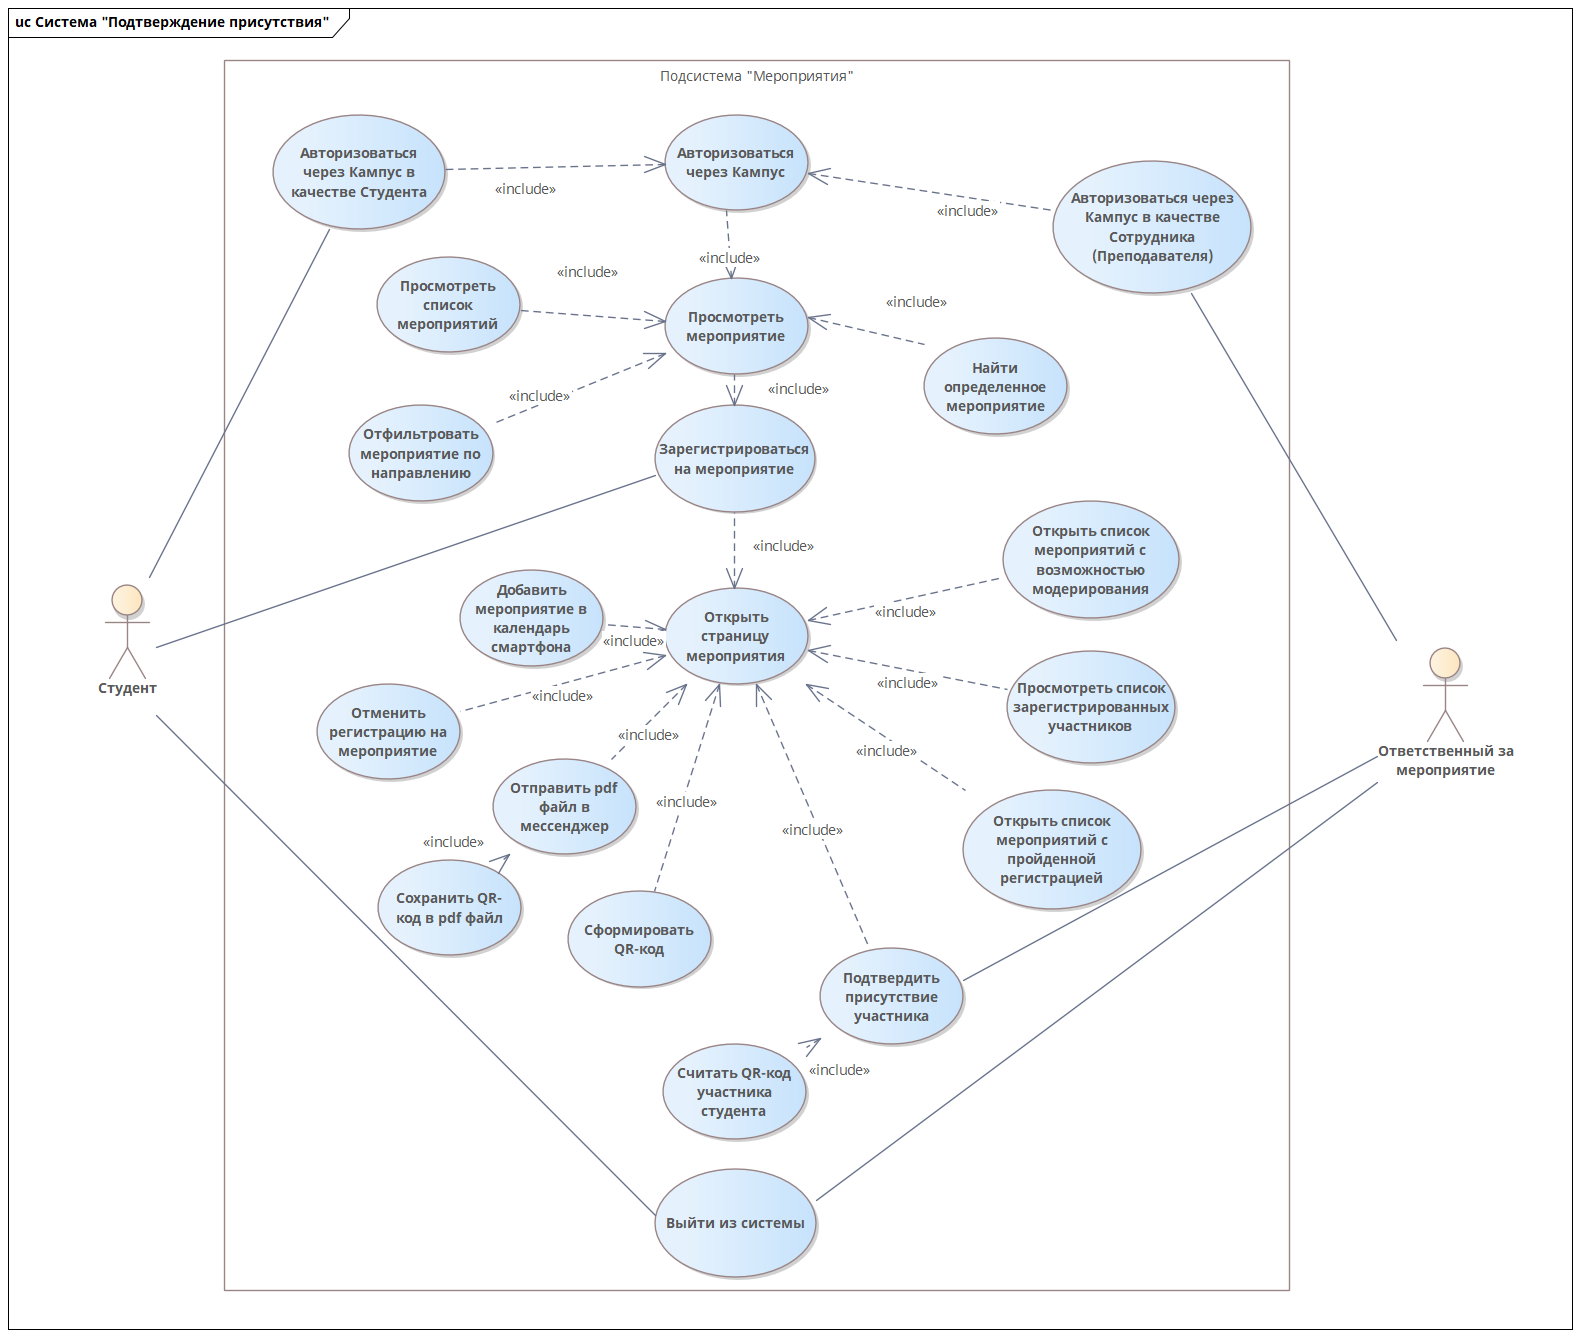 uc Система "Подтверждение присутствия"
Подсистема "Мероприятия"
Авторизоваться
через Кампус в
качестве Студента
«include»
Авторизоваться
через Кампус
«include»
Авторизоваться через
Кампус в качестве
Сотрудника
(Преподавателя)
«include»
Просмотреть
список
мероприятий
«include»
Просмотреть
мероприятие
«include»
Найти
определенное
мероприятие
«include»
Отфильтровать
мероприятие по
направлению
«include»
Зарегистрироваться
на мероприятие
«include»
Открыть список
мероприятий с
возможностью
модерирования
«include»
Добавить
мероприятие в
календарь
смартфона
«include»
Открыть
страницу
мероприятия
Студент
Отменить
регистрацию на
мероприятие
«include»
Просмотреть список
зарегистрированных
участников
«include»
Ответственный за
мероприятие
«include»
Отправить pdf
файл в
мессенджер
«include»
«include»
«include»
Открыть список
мероприятий с
пройденной
регистрацией
«include»
Сохранить QR-
код в pdf файл
Сформировать
QR-код
Подтвердить
присутствие
участника
«include»
Считать QR-код
участника
студента
Выйти из системы